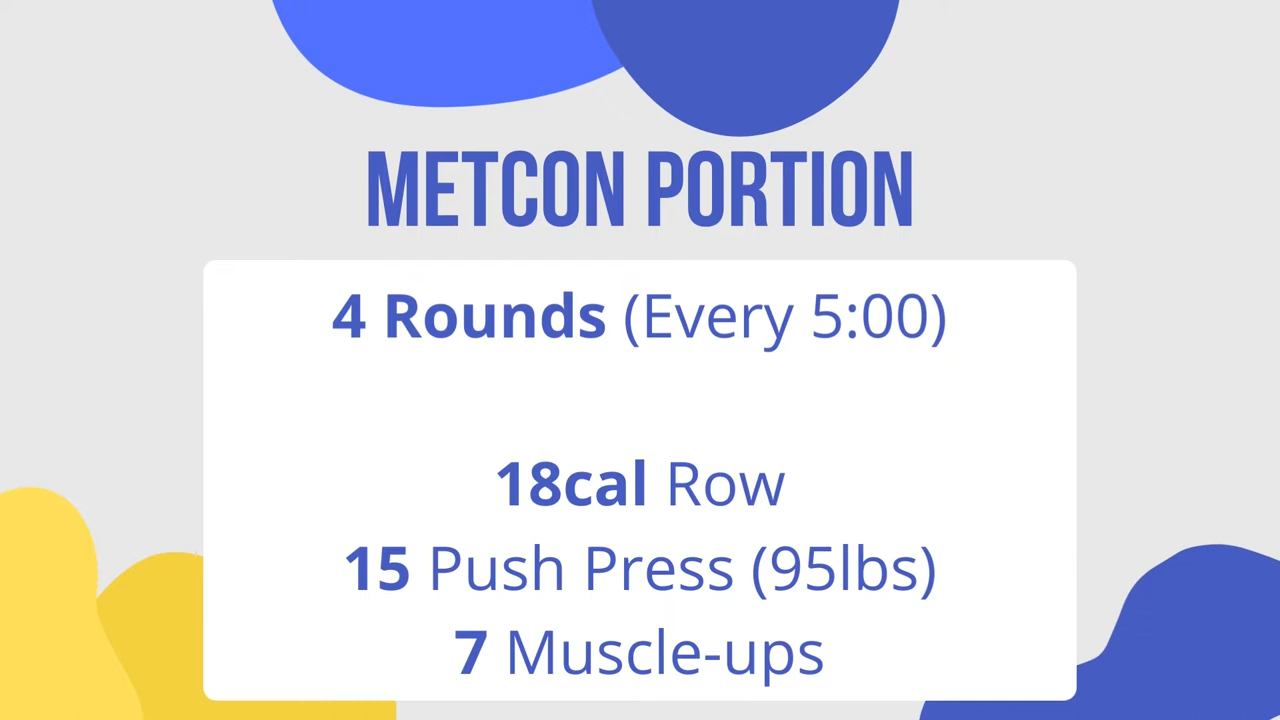 METCON PORTION
4 Rounds (Every 5:00)
18cal Row
15 Push Press (95lbs)
7 Muscle-ups